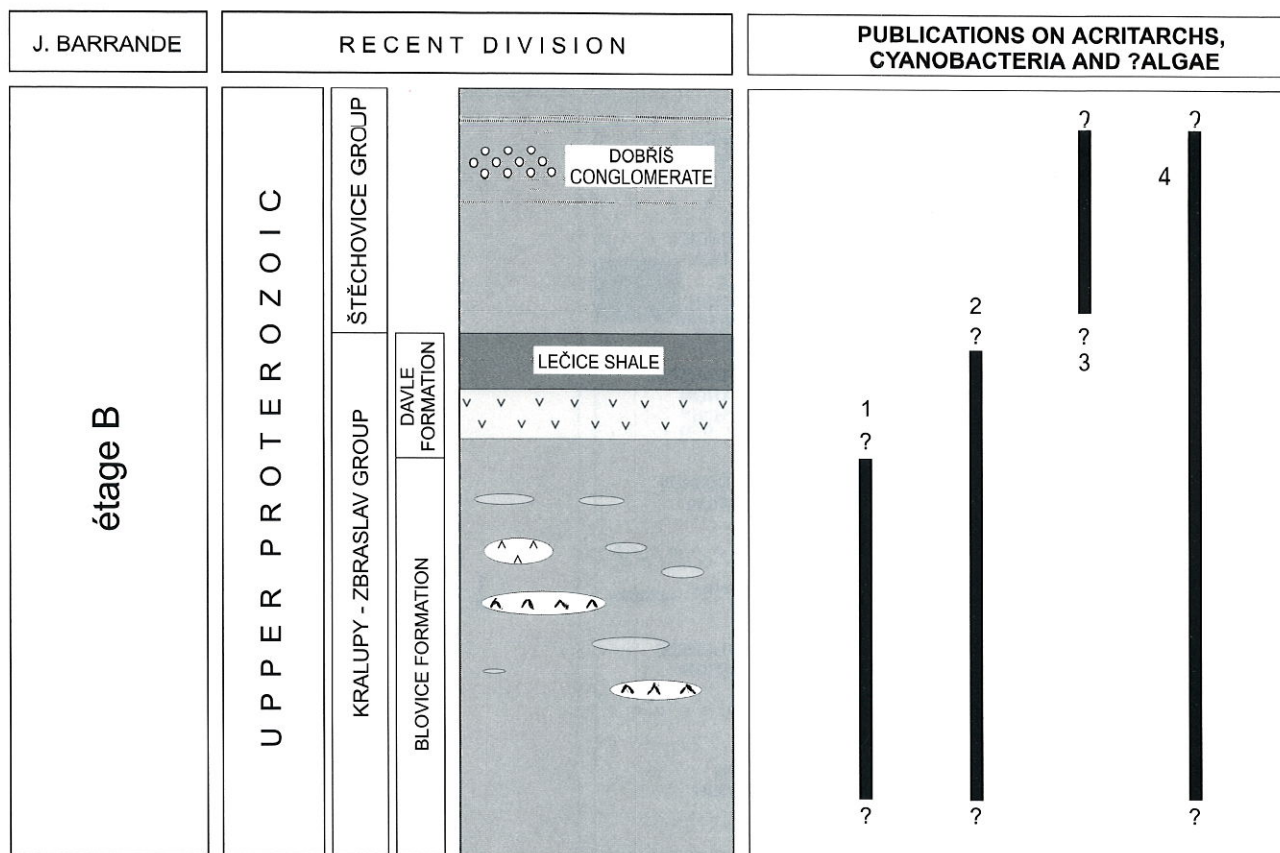 J. BARRANDE
RECENT DIVISION
PUBLICATIONS ON ACRITARCHS,
CYANOBACTERIA AND ?ALGAE
étage B
UPPER PROTEROZOIC
ŠTĚCHOVICE GROUP
KRALUPY - ZBRASLAV GROUP
DAVLE
FORMATION
BLOVICE FORMATION
DOBŘÍŠ
CONGLOMERATE
LEČICE SHALE
1
?
?
2
?
?
?
?
3
?
4
?